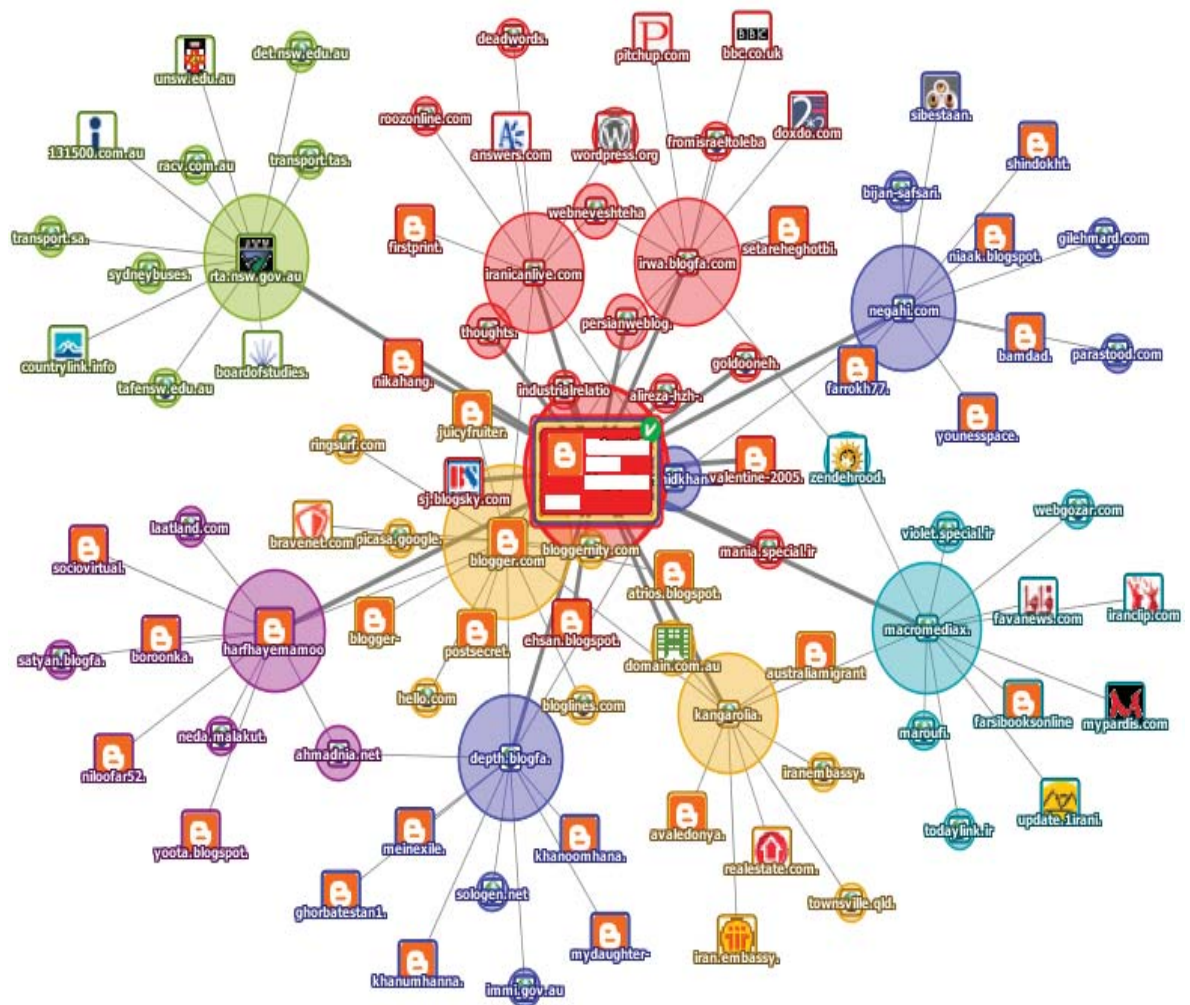 deadwords.
det.nsw.edu.au
pitchup.com
bbc.co.uk
BBC
unsw.edu.au
sibestaan.
roozonline.com
131500.com.au
answers.com
wordpress.org
fromisraeltoleba
doxdo.com
racv.com.au
transport.tas.
shindokht.
bijan-safsari.
webneveshteha
transport.sa.
firstprint.
setareheghotbi.
gilehmard.com
niaak.blogspot.
sydneybuses.
rta.nsw.gov.au
iranicanlive.com
irwa.blogfa.com
negahi.com
thoughts.
persianweblog.
countrylink.info
boardofstudies.
goldooneh.
bamdad.
parastood.com
nikahang.
tafensw.edu.au
industrialrelatio
alireza-hzh-.
farrokh77.
juicyfruiter.
younesspace.
ringsurf.com
sj.blogsky.com
nidkhan
valentine-2005.
zendehrood.
webgozar.com
laatland.com
bravenet.com
picasa.google.
violet.special.ir
bloggernity.com
mania.special.ir
sociovirtual.
blogger.com
atrios.blogspot.
favanews.com
iranclip.com
macromediax.
blogger-
harfhayemamoo
ehsan.blogspot.
boroonka.
postsecret.
satyan.blogfa.
domain.com.au
australiamigrant
hello.com
bloglines.com
kangarolia.
farsibooksonline
mypardis.com
maroufi.
neda.malakut.
ahmadnia.net
depth.blogfa.
niloofar52.
iranembassy.
update.1irani.
todaylink.ir
avaledonya.
yoota.blogspot.
meinexile.
khanoomhana.
realestate.com.
sologen.net
townsville.qld.
ghorbatestan1.
mydaughter-
iran.embassy.
khanumhanna.
immi.gov.au